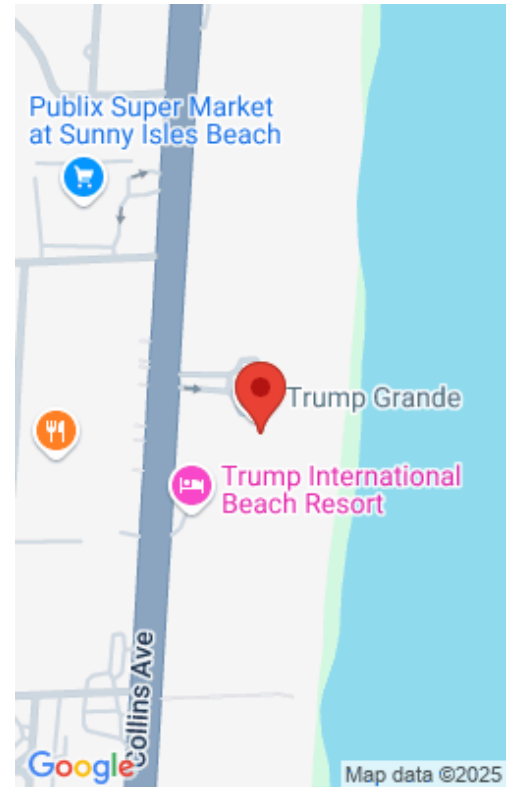 Publix Super Market
at Sunny Isles Beach
Trump Grande
Trump International
Beach Resort
Collins Ave
Google
Map data ©2025